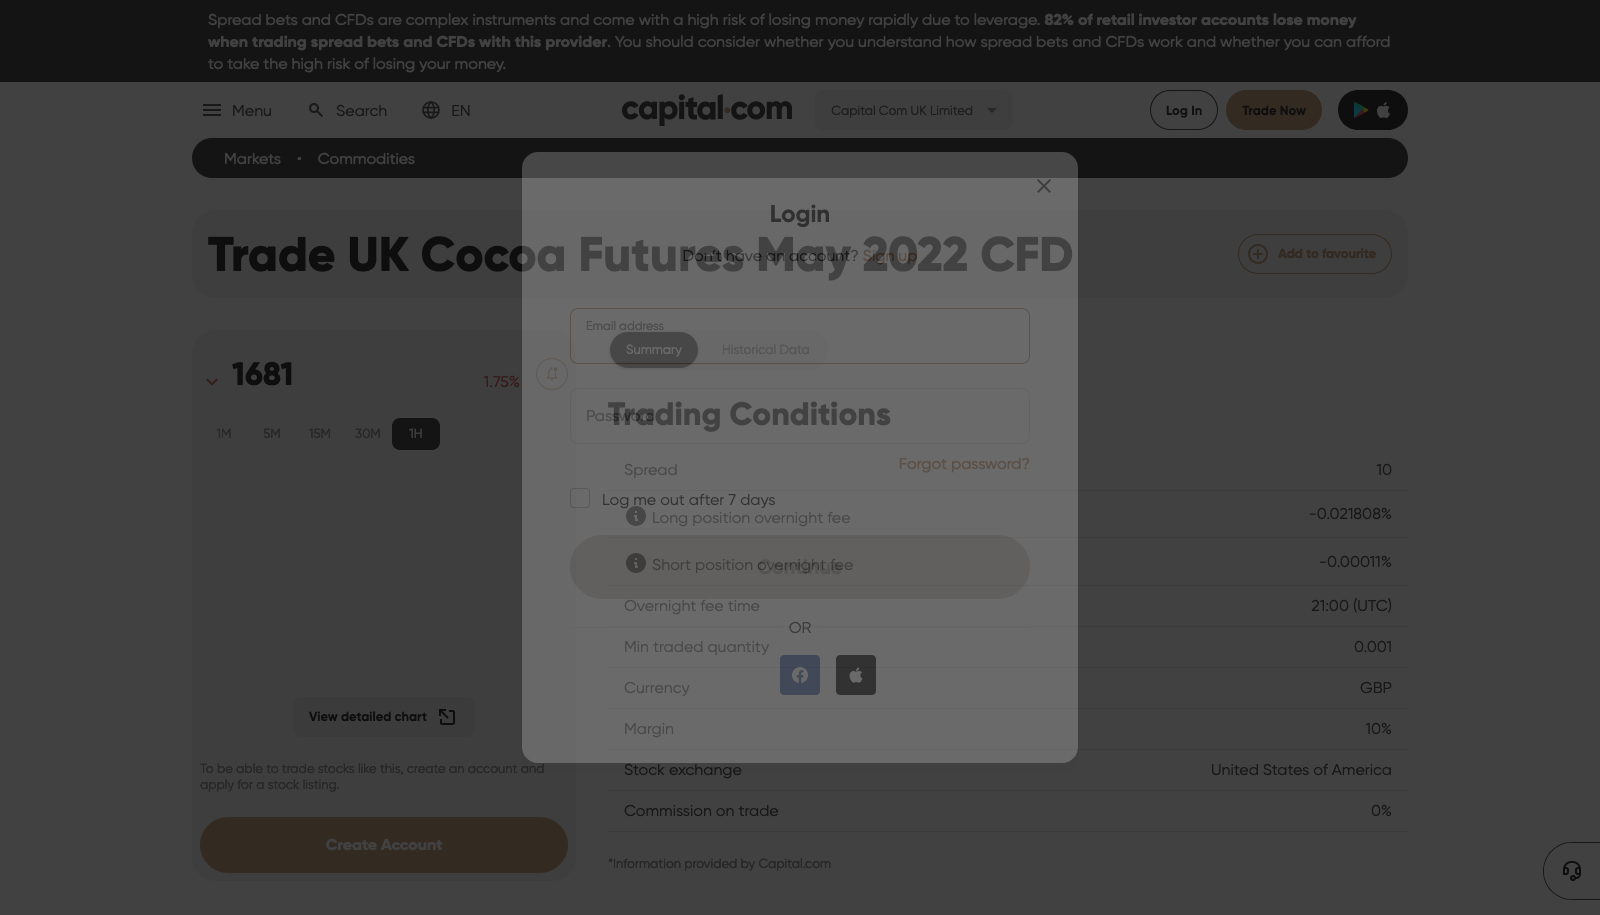 Spread bets and CFDs are complex instruments and come with a high risk of losing money rapidly due to leverage. 82% of retail investor accounts lose money
when trading spread bets and CFDs with this provider. You should consider whether you understand how spread bets and CFDs work and whether you can afford
to take the high risk of losing your money.
Menu
Search
EN
capital.com
Capital Com UK Limited
Log In
Trade Now
Markets • Commodities
Login
Trade UK Cocoa Futures May 2022 CFD
Don't have an account? Sign up
Add to favourite
Email address
Summary
Historical Data
1681
1.75%
Password
Trading Conditions
1M
5M
15M
30M
1H
Forgot password?
Spread 10
Log me out after 7 days
Long position overnight fee -0.021808%
Short position overnight fee -0.00011%
Continue
Overnight fee time 21:00 (UTC)
OR
Min traded quantity 0.001
Currency GBP
View detailed chart
Margin 10%
To be able to trade stocks like this, create an account and
apply for a stock listing.
Stock exchange United States of America
Commission on trade 0%
Create Account
*Information provided by Capital.com